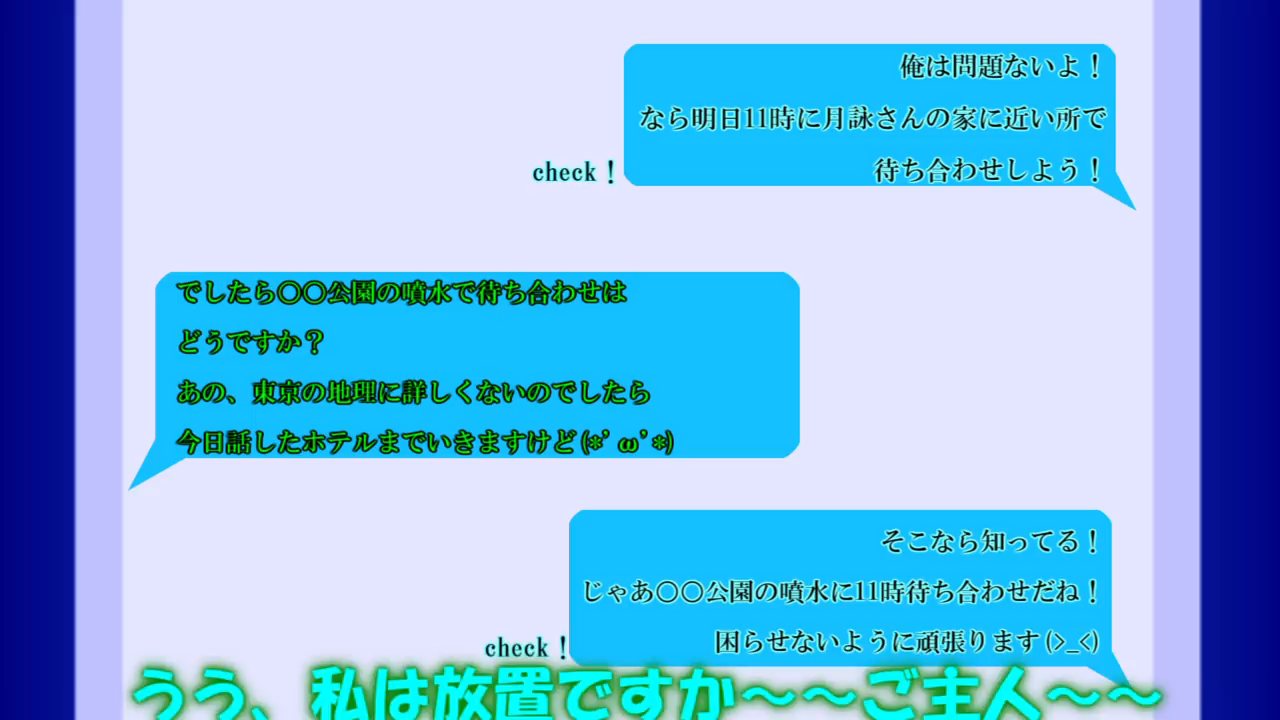 俺は問題ないよ！
なら明日11時に月詠さんの家に近い所で
待ち合わせしよう！
check！
でしたら〇〇公園の噴水で待ち合わせは
どうですか？
あの、東京の地理に詳しくないのでしたら
今日話したホテルまでいきますけど(*’ω’*)
そこなら知ってる！
じゃあ〇〇公園の噴水に11時待ち合わせだね！
困らせないように頑張ります(>_<)
check！
うう、私は放置ですか～～ご主人～～